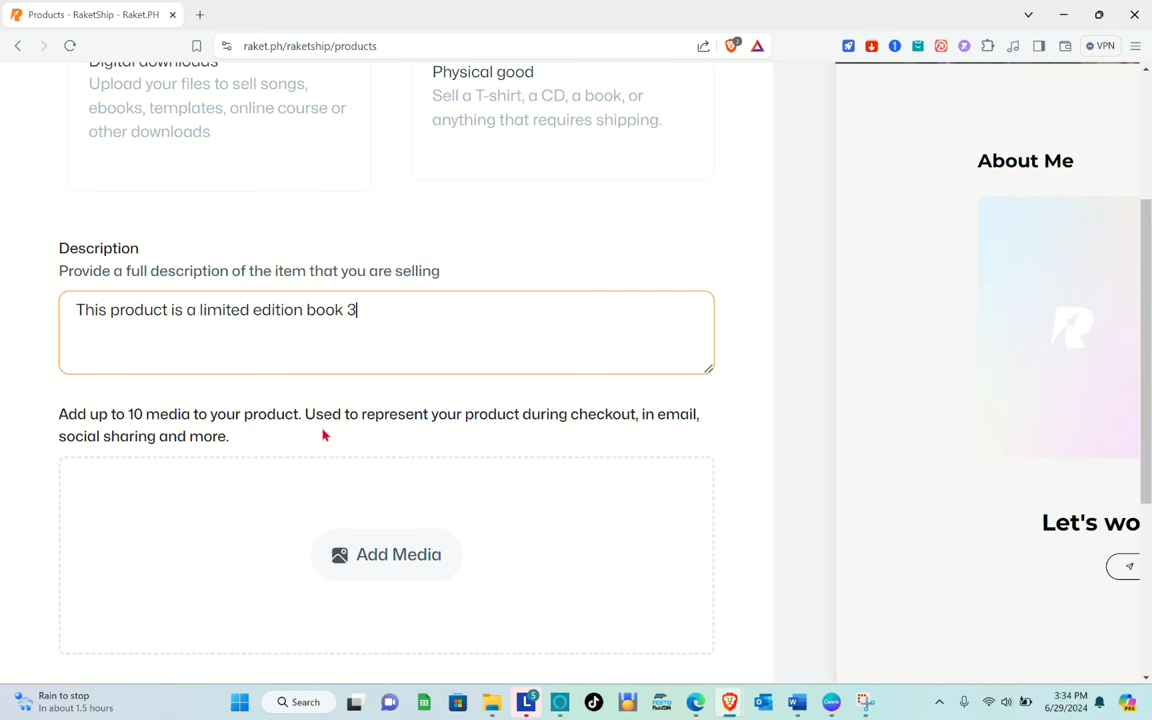 Products - RaketShip - Raket.PH
raket.ph/raketship/products
VPN
Digital downloads
Upload your files to sell songs,
ebooks, templates, online course or
other downloads
Physical good
Sell a T-shirt, a CD, a book, or
anything that requires shipping.
Description
Provide a full description of the item that you are selling
This product is a limited edition book 3
Add up to 10 media to your product. Used to represent your product during checkout, in email,
social sharing and more.
Add Media
About Me
Let's wo
Rain to stop
In about 1.5 hours
Search
3:34 PM
6/29/2024